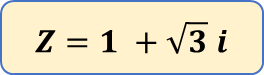 Z = 1 + √3 i